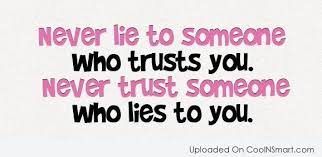 Never lie to someone
who trusts you.
Never trust someone
who lies to you.
Uploaded On CoolNSmart.com